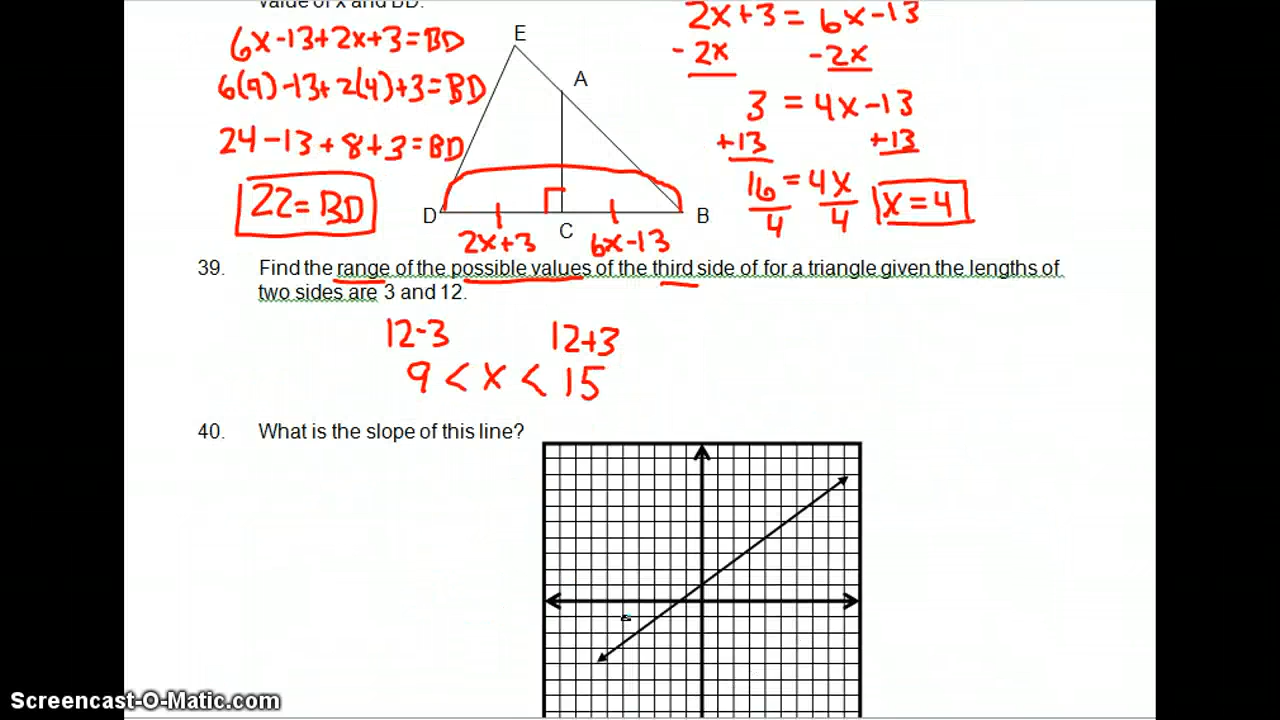 value of x and BD.
6x-13+2x+3=BD
6(4)-13+2(4)+3=BD
24-13+8+3=BD
22=BD
E
A
D
C
B
2x+3
6x-13
2x+3=6x-13
-2x -2x
3=4x-13
+13 +13
16=4x
4 4
x=4
39. Find the range of the possible values of the third side of for a triangle given the lengths of
two sides are 3 and 12.
12-3 12+3
9<x<15
40. What is the slope of this line?
Screencast-O-Matic.com